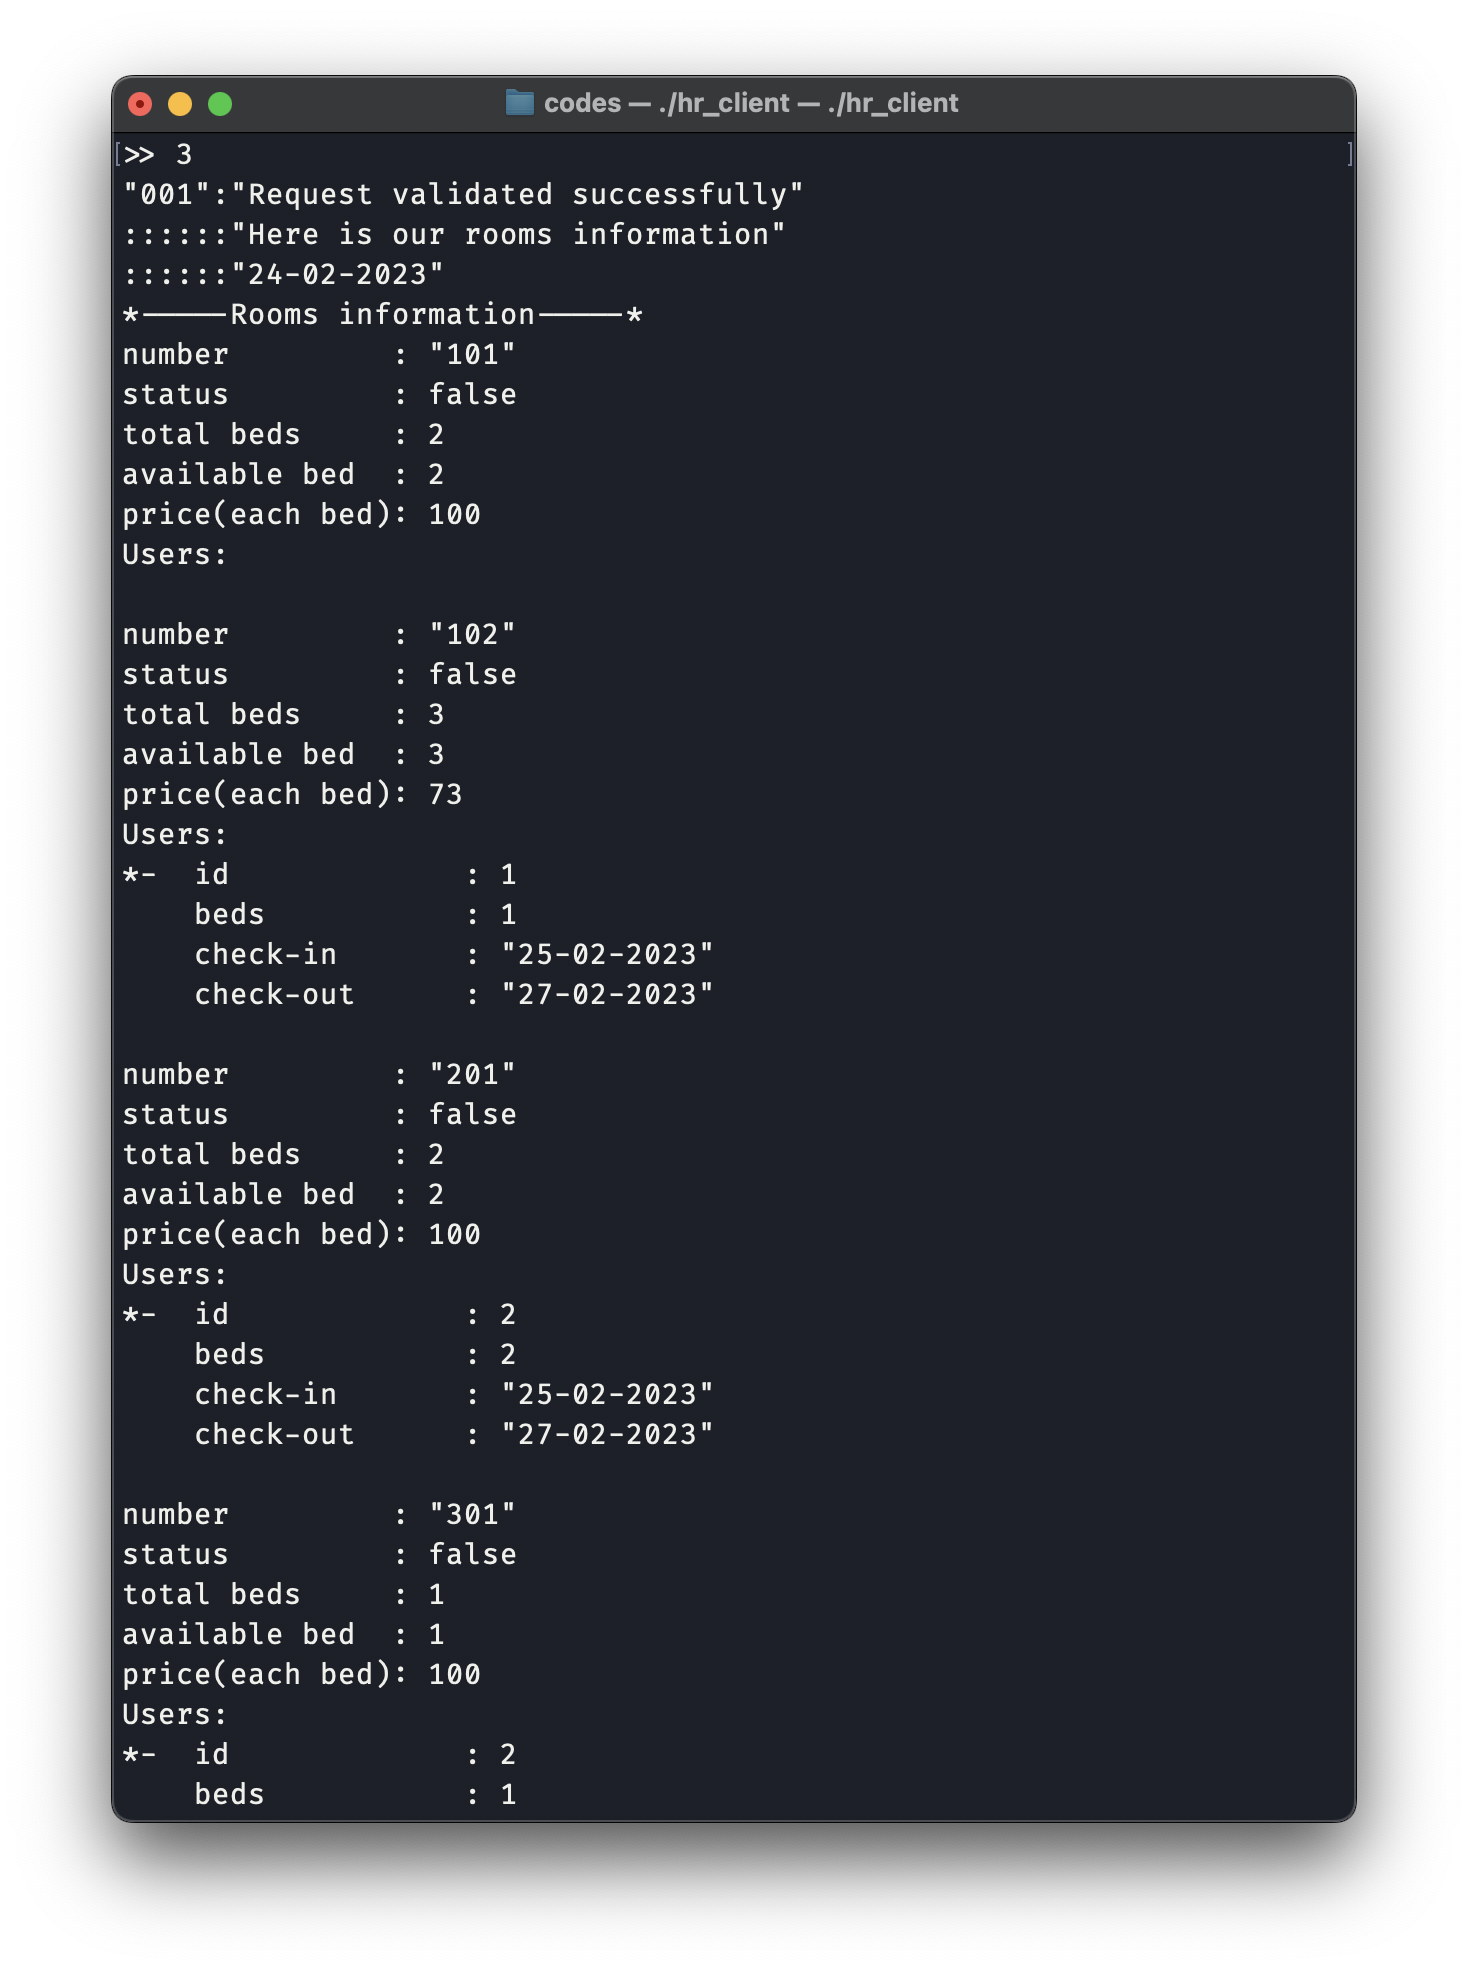 codes — ./hr_client — ./hr_client
[>> 3 ]
"001":"Request validated successfully"
::::::"Here is our rooms information"
::::::"24-02-2023"
*-----Rooms information-----*
number         : "101"
status         : false
total beds     : 2
available bed  : 2
price(each bed): 100
Users:

number         : "102"
status         : false
total beds     : 3
available bed  : 3
price(each bed): 73
Users:
*-  id             : 1
    beds           : 1
    check-in       : "25-02-2023"
    check-out      : "27-02-2023"

number         : "201"
status         : false
total beds     : 2
available bed  : 2
price(each bed): 100
Users:
*-  id             : 2
    beds           : 2
    check-in       : "25-02-2023"
    check-out      : "27-02-2023"

number         : "301"
status         : false
total beds     : 1
available bed  : 1
price(each bed): 100
Users:
*-  id             : 2
    beds           : 1